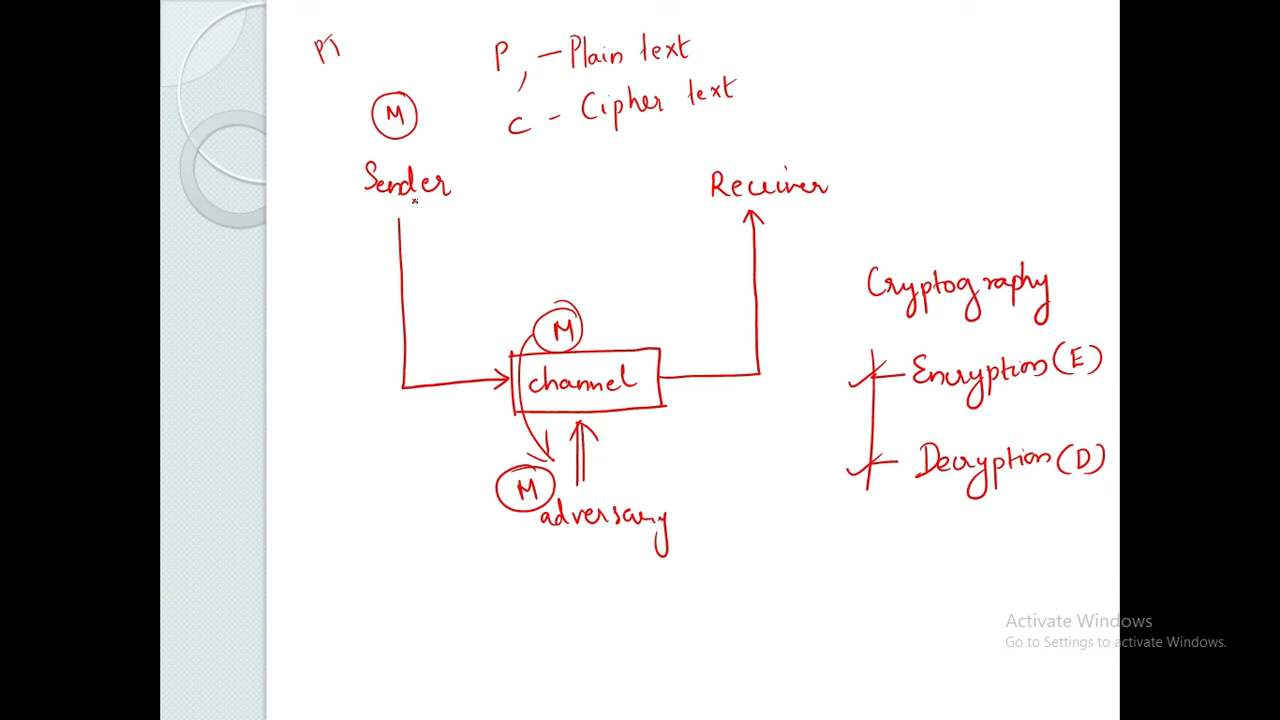 PT
P, - Plain text
C - Cipher text
M
Sender
Receiver
Cryptography
M
channel
Encryption (E)
Decryption (D)
M
adversary
Activate Windows
Go to Settings to activate Windows.